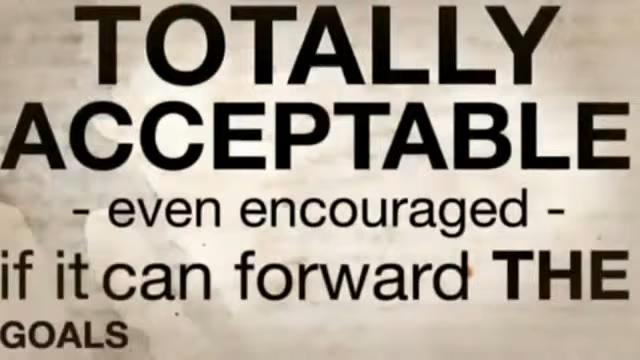 TOTALLY
ACCEPTABLE
- even encouraged -
if it can forward THE
GOALS